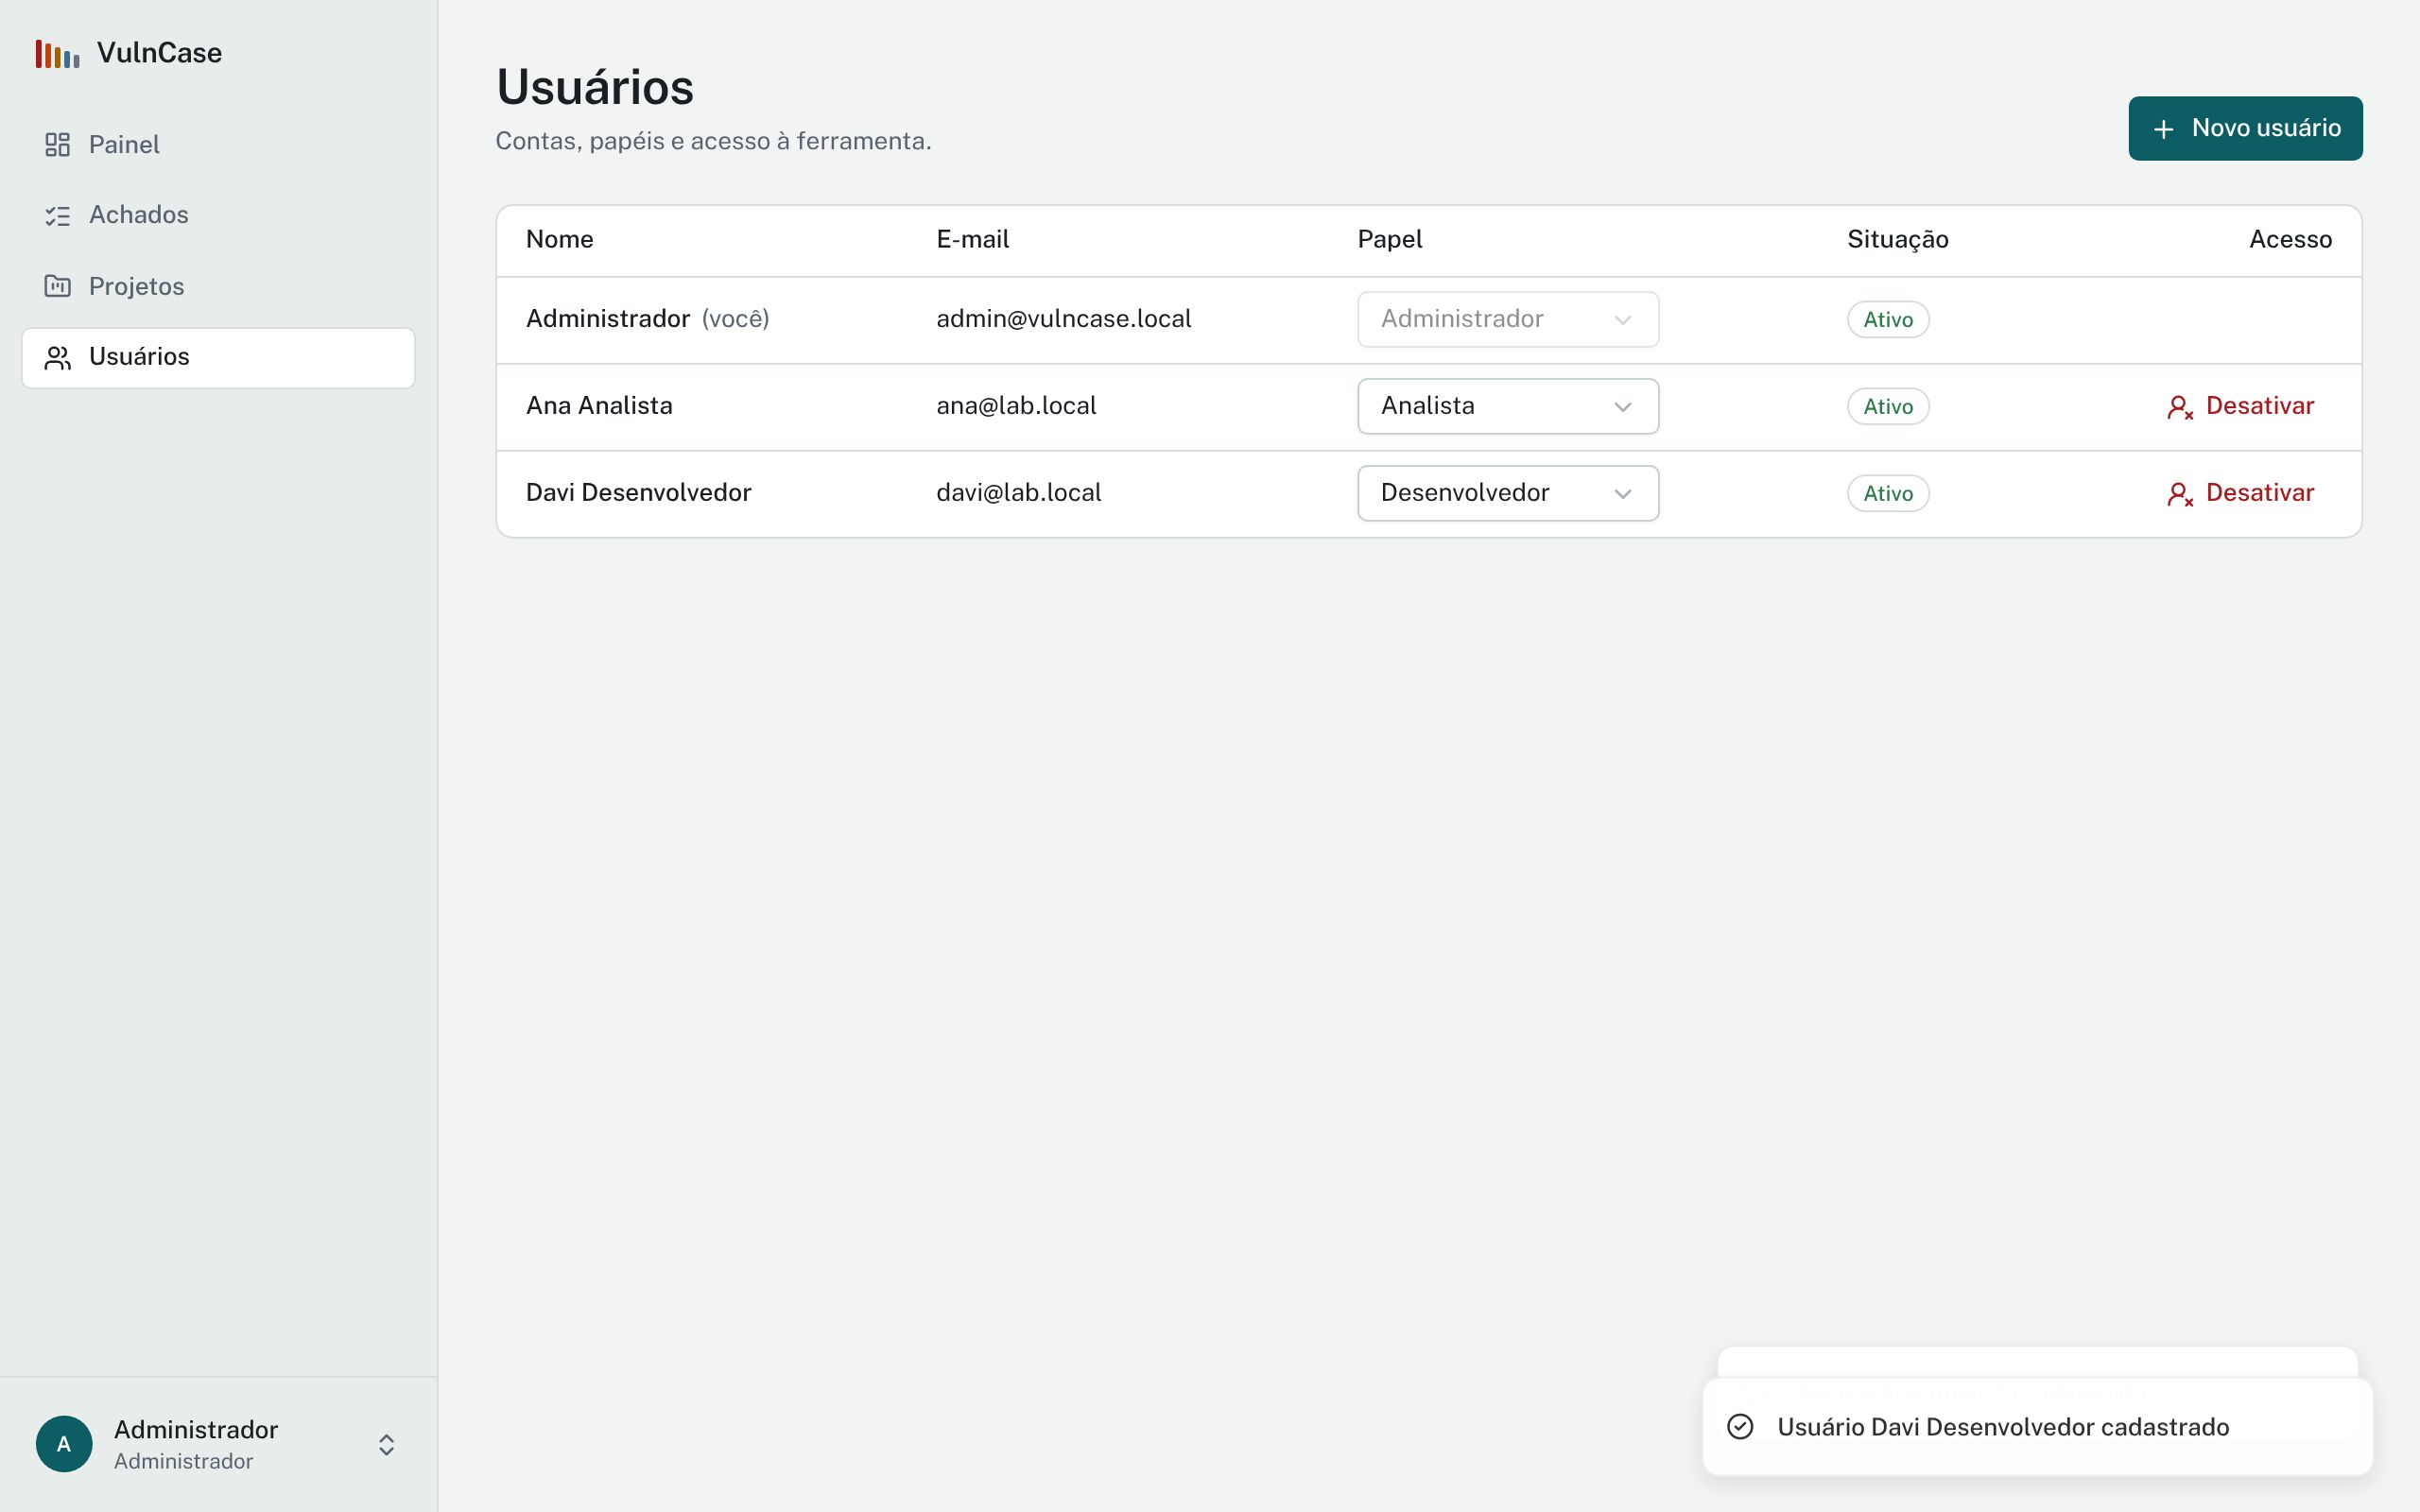 VulnCase
Painel
Achados
Projetos
Usuários
Administrador
Administrador
A
Usuários
Contas, papéis e acesso à ferramenta.
Novo usuário
Nome E-mail Papel Situação Acesso
Administrador (você) admin@vulncase.local Administrador Ativo
Ana Analista ana@lab.local Analista Ativo Desativar
Davi Desenvolvedor davi@lab.local Desenvolvedor Ativo Desativar
Usuário Davi Desenvolvedor cadastrado